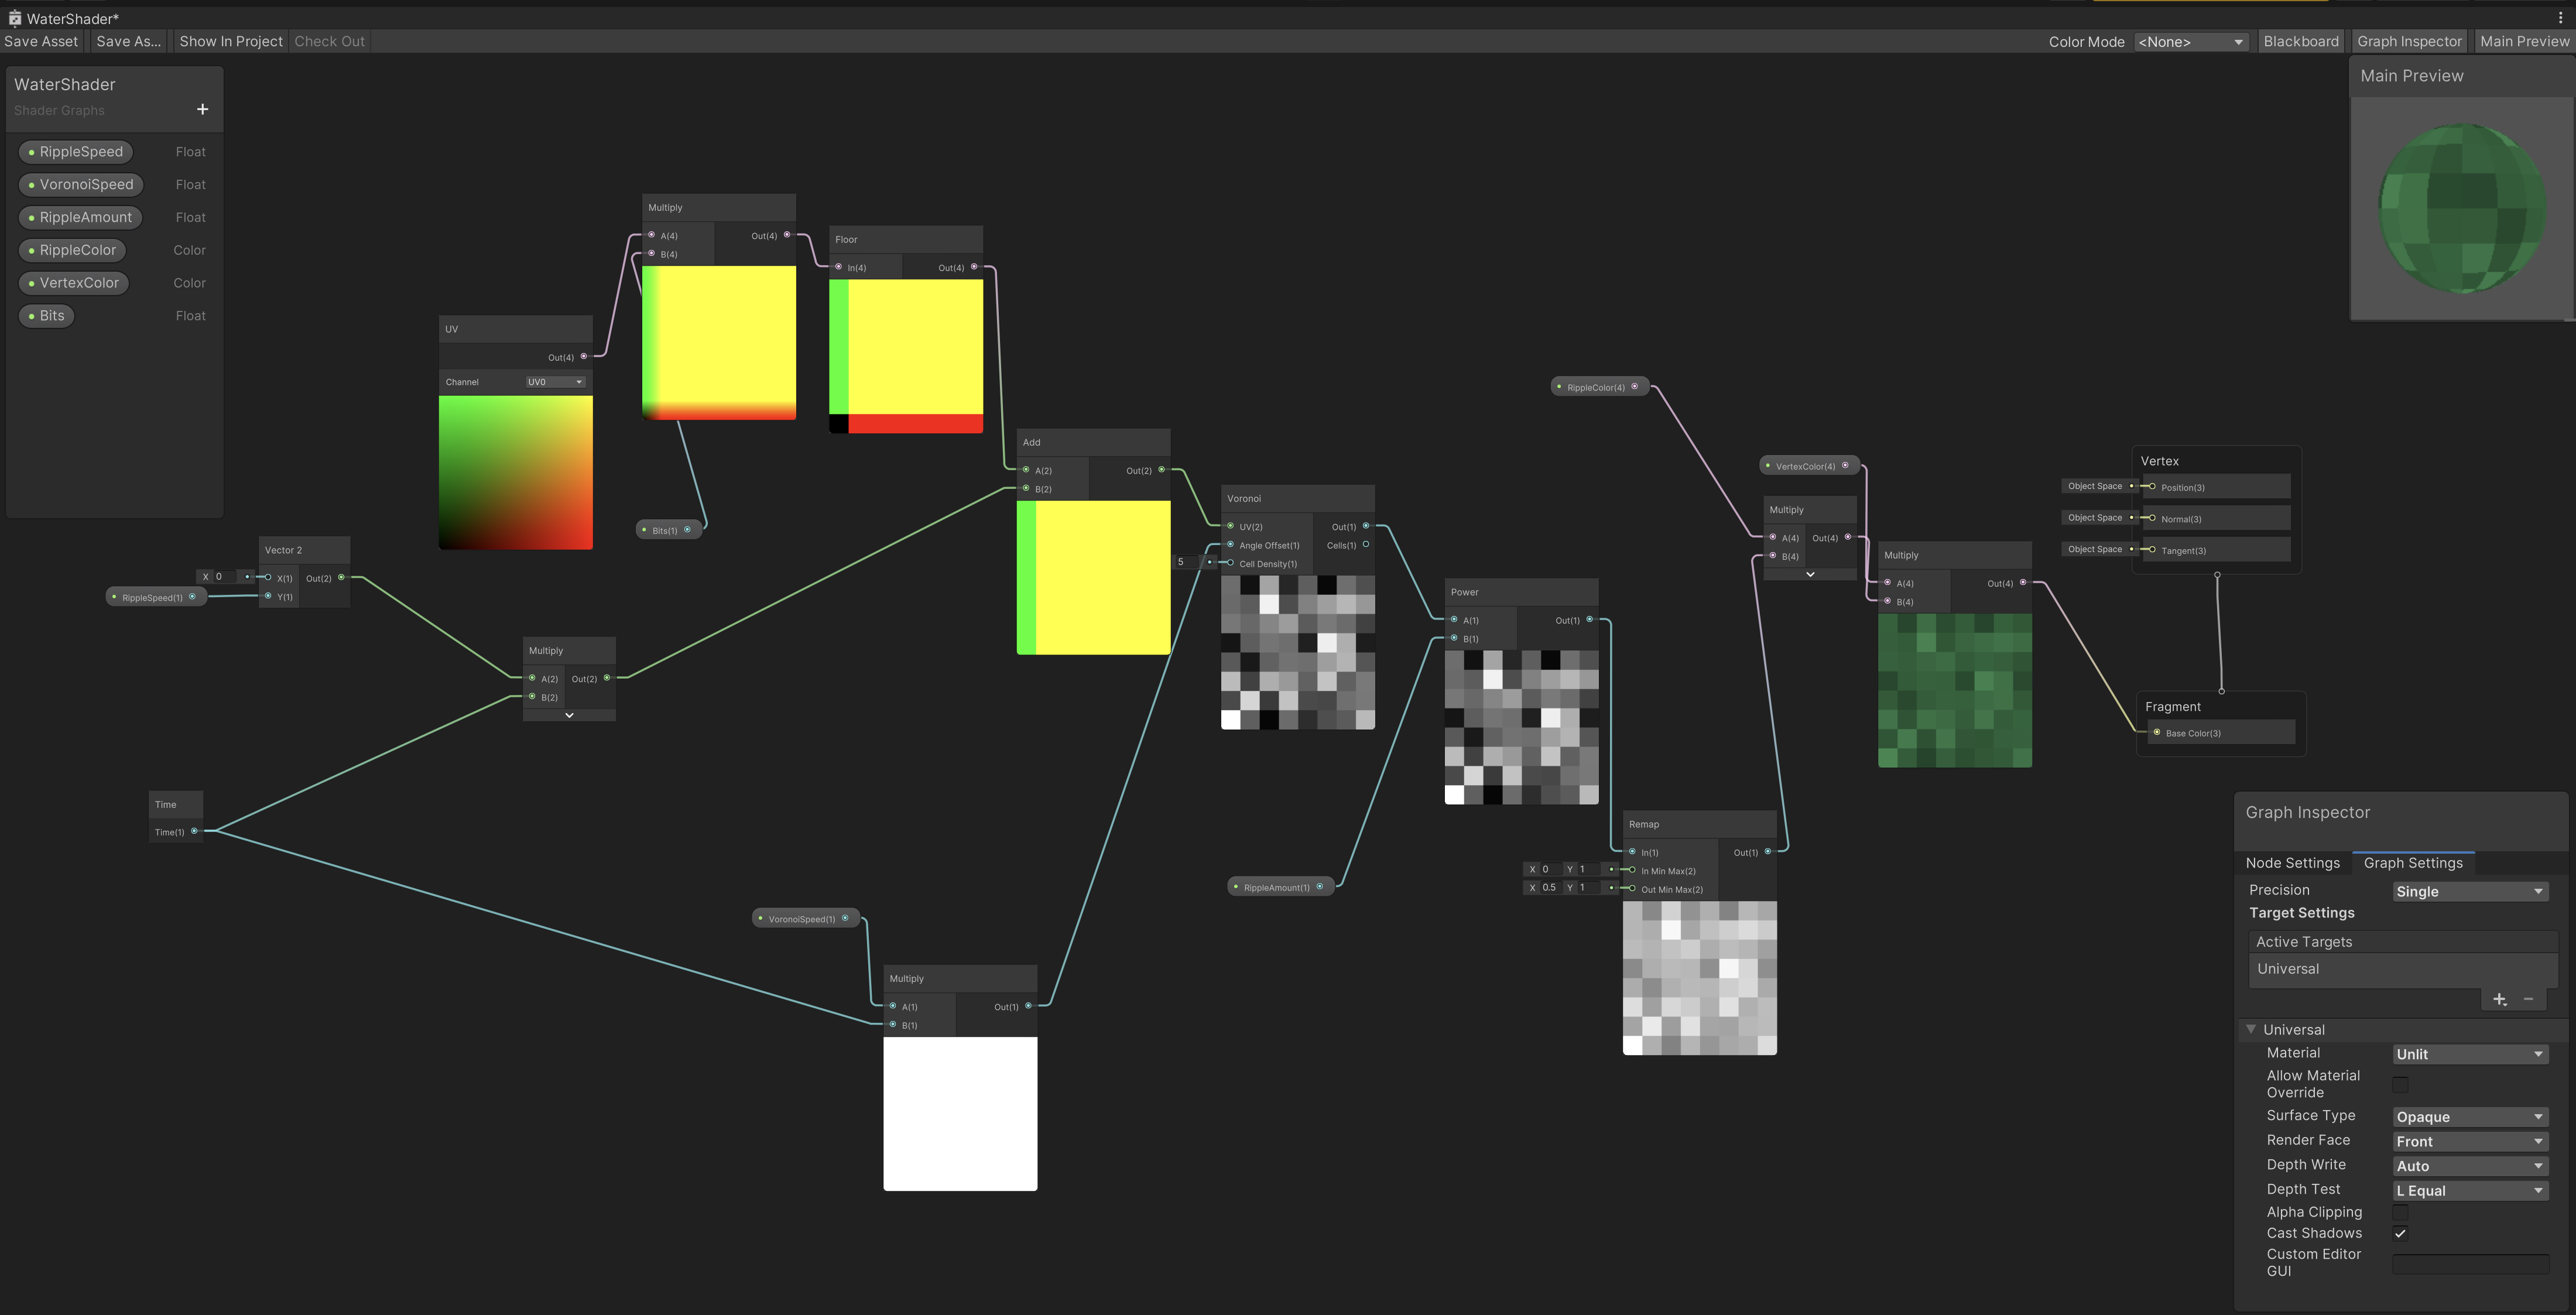 WaterShader*
Save Asset Save As... Show In Project Check Out Color Mode <None> Blackboard Graph Inspector Main Preview
WaterShader
Shader Graphs +
RippleSpeed Float
VoronoiSpeed Float
RippleAmount Float
RippleColor Color
VertexColor Color
Bits Float
Main Preview
Multiply
A(4) Out(4)
B(4)
Floor
In(4) Out(4)
UV
Out(4)
Channel UV0
Bits(1)
Vector 2
X 0 X(1) Out(2)
RippleSpeed(1) Y(1)
Multiply
A(2) Out(2)
B(2)
Time
Time(1)
Add
A(2) Out(2)
B(2)
Voronoi
UV(2) Out(1)
Angle Offset(1) Cells(1)
5 Cell Density(1)
VoronoiSpeed(1)
Multiply
A(1) Out(1)
B(1)
Power
A(1) Out(1)
B(1)
RippleAmount(1)
Remap
In(1) Out(1)
X 0 Y 1 In Min Max(2)
X 0.5 Y 1 Out Min Max(2)
RippleColor(4)
VertexColor(4)
Multiply
A(4) Out(4)
B(4)
Multiply
A(4) Out(4)
B(4)
Vertex
Object Space Position(3)
Object Space Normal(3)
Object Space Tangent(3)
Fragment
Base Color(3)
Graph Inspector
Node Settings Graph Settings
Precision Single
Target Settings
Active Targets
Universal
+ −
Universal
Material Unlit
Allow Material
Override
Surface Type Opaque
Render Face Front
Depth Write Auto
Depth Test L Equal
Alpha Clipping
Cast Shadows
Custom Editor
GUI